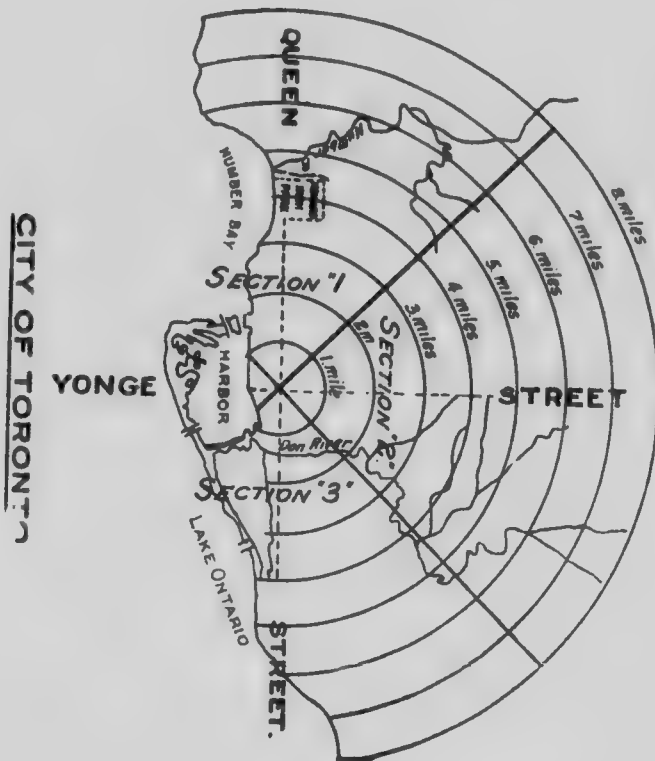 CITY OF TORONTO
QUEEN
STREET.
YONGE
STREET
HUMBER BAY
HARBOR
LAKE ONTARIO
SECTION "1
SECTION "2"
SECTION "3"
Don River
1. mile
2. m
3. miles
4. miles
5. miles
6. miles
7 miles
8. miles